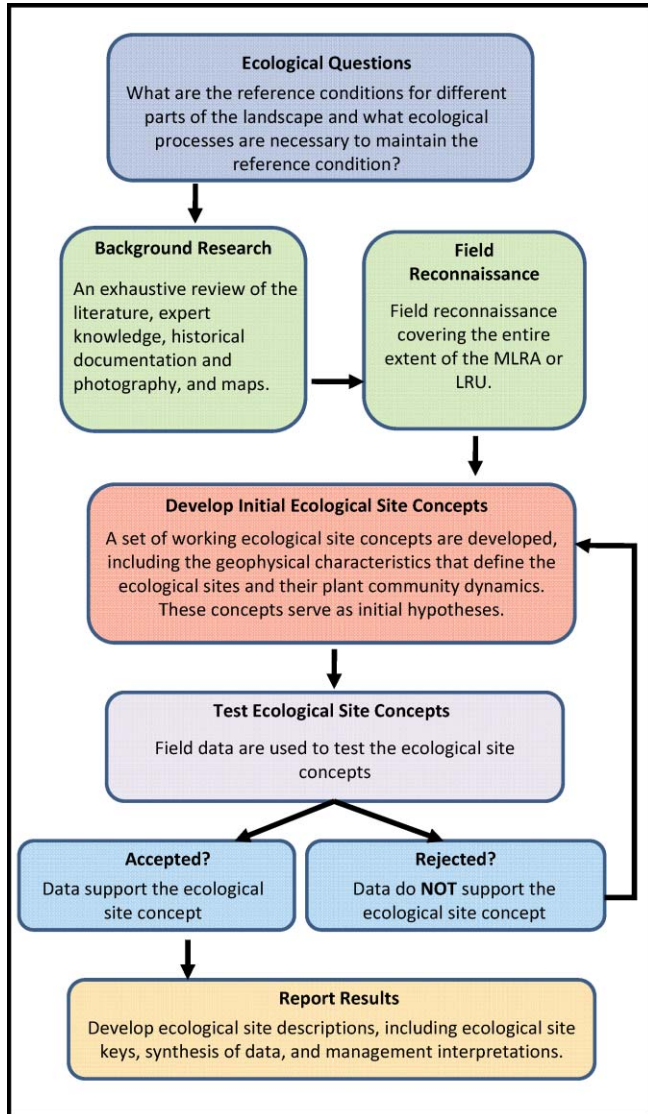 Ecological Questions
What are the reference conditions for different
parts of the landscape and what ecological
processes are necessary to maintain the
reference condition?
Background Research
An exhaustive review of the
literature, expert
knowledge, historical
documentation and
photography, and maps.
Field
Reconnaissance
Field reconnaissance
covering the entire
extent of the MLRA or
LRU.
Develop Initial Ecological Site Concepts
A set of working ecological site concepts are developed,
including the geophysical characteristics that define the
ecological sites and their plant community dynamics.
These concepts serve as initial hypotheses.
Test Ecological Site Concepts
Field data are used to test the ecological site
concepts
Accepted?
Data support the ecological
site concept
Rejected?
Data do NOT support the
ecological site concept
Report Results
Develop ecological site descriptions, including ecological site
keys, synthesis of data, and management interpretations.